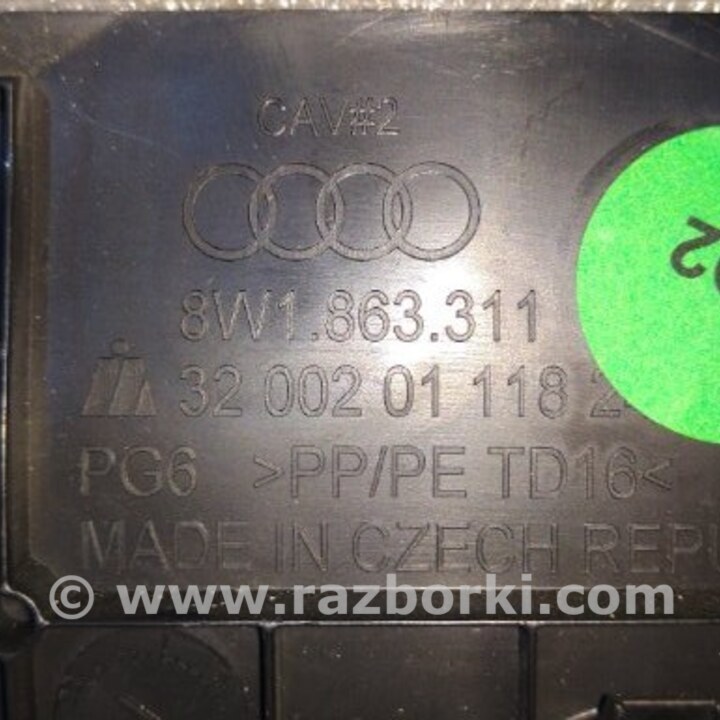 CAV#2
8W1.863.311
32 002 01 118 2
PG6 >PP/PE TD16<
MADE IN CZECH
© www.razborki.com